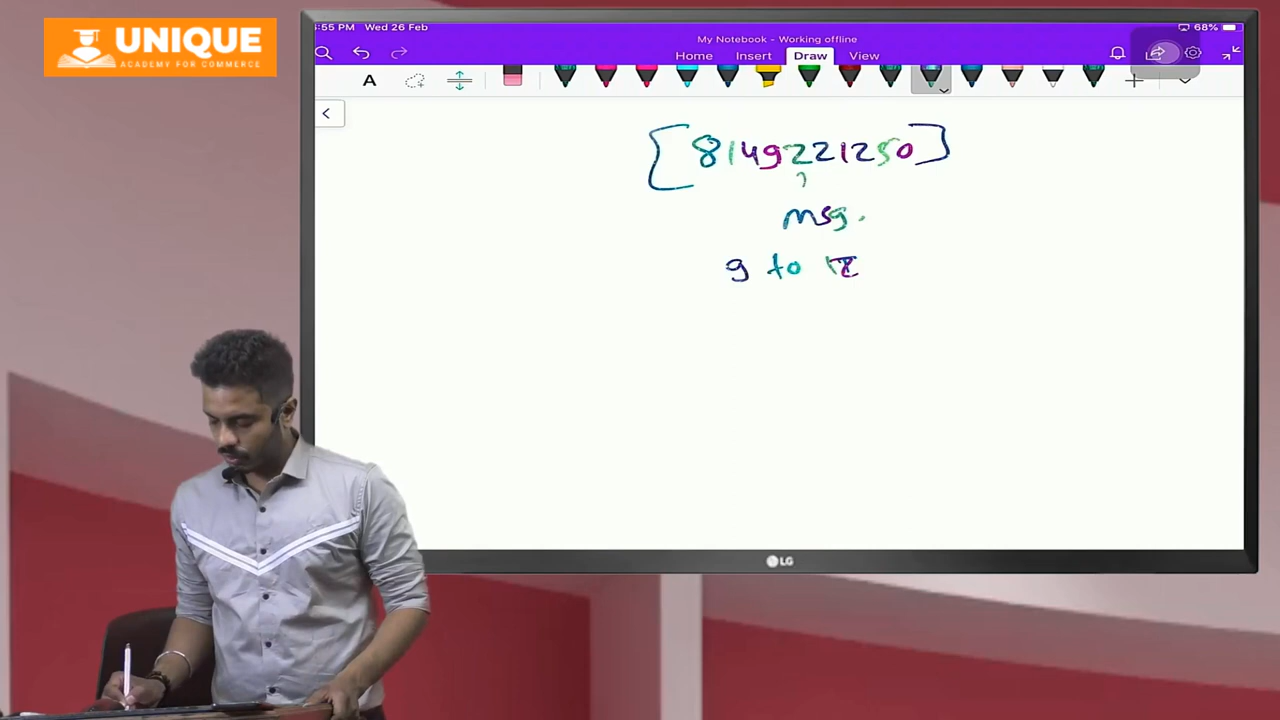 UNIQUE
ACADEMY FOR COMMERCE
:55 PM Wed 26 Feb
68%
My Notebook - Working offline
Home Insert Draw View
A
[8149221250]
msg.
9 to 12
LG